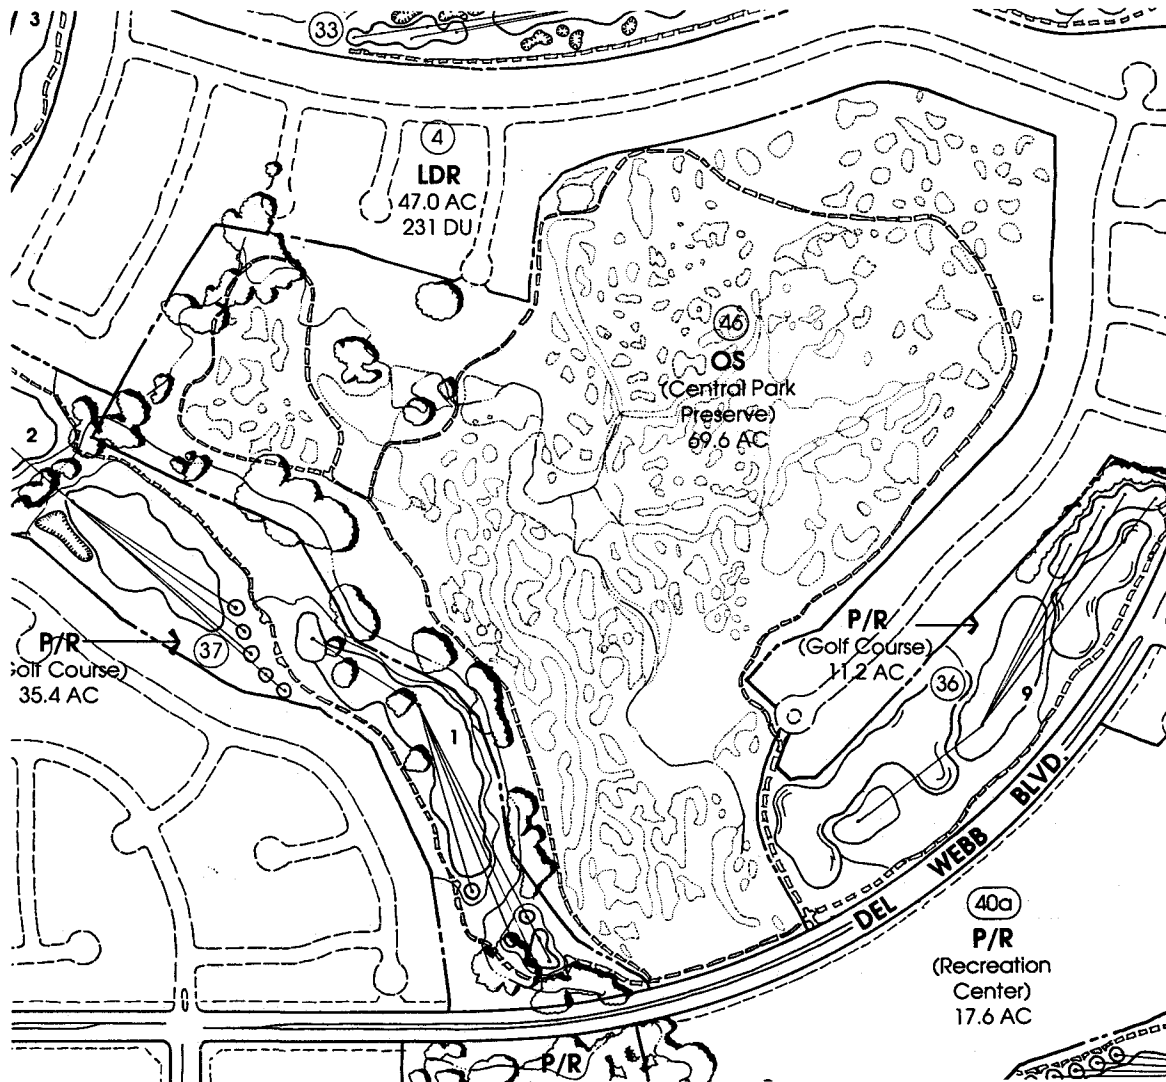 3
33
4
LDR
47.0 AC
231 DU
46
OS
(Central Park
Preserve)
69.6 AC
2
P/R
Golf Course)
35.4 AC
37
P/R
(Golf Course)
11.2 AC
36
9
1
DEL WEBB BLVD.
40a
P/R
(Recreation
Center)
17.6 AC
P/R